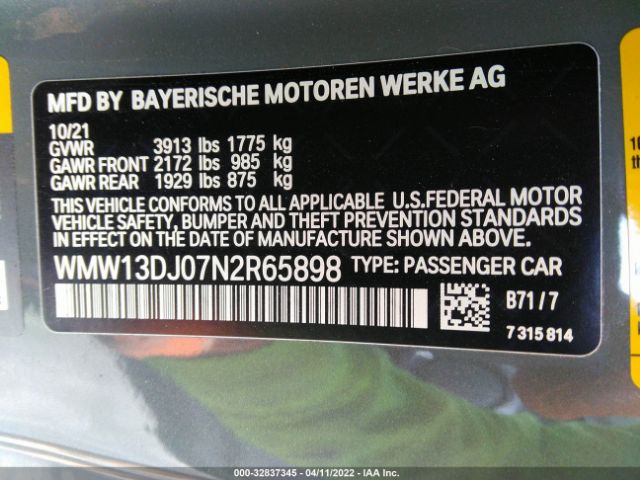 MFD BY BAYERISCHE MOTOREN WERKE AG
10/21
GVWR 3913 lbs 1775 kg
GAWR FRONT 2172 lbs 985 kg
GAWR REAR 1929 lbs 875 kg
THIS VEHICLE CONFORMS TO ALL APPLICABLE U.S.FEDERAL MOTOR
VEHICLE SAFETY, BUMPER AND THEFT PREVENTION STANDARDS
IN EFFECT ON THE DATE OF MANUFACTURE SHOWN ABOVE.
WMW13DJ07N2R65898 TYPE: PASSENGER CAR
B71/7
7 315 814
000-32837345 - 04/11/2022 - IAA Inc.